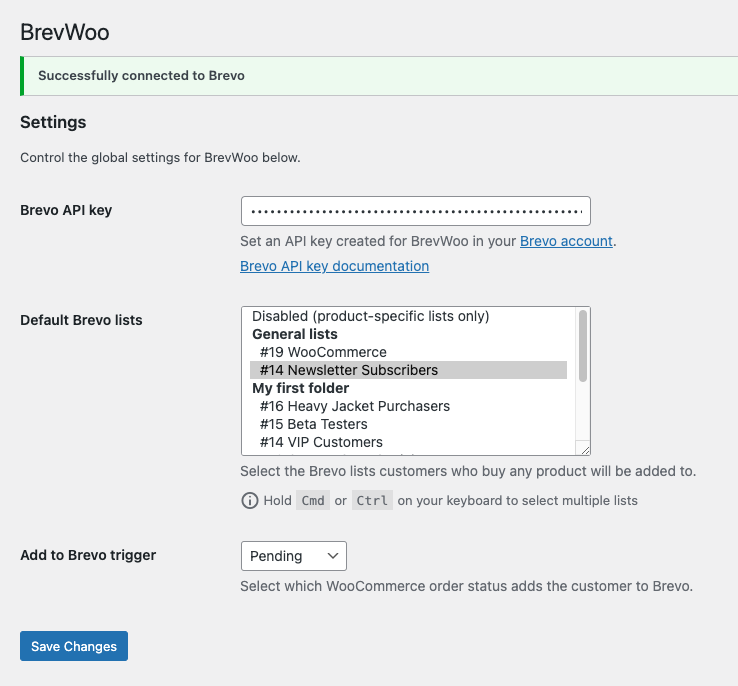 BrevWoo
Successfully connected to Brevo
Settings
Control the global settings for BrevWoo below.
Brevo API key
Set an API key created for BrevWoo in your Brevo account.
Brevo API key documentation
Default Brevo lists
Disabled (product-specific lists only)
General lists
#19 WooCommerce
#14 Newsletter Subscribers
My first folder
#16 Heavy Jacket Purchasers
#15 Beta Testers
#14 VIP Customers
Select the Brevo lists customers who buy any product will be added to.
Hold Cmd or Ctrl on your keyboard to select multiple lists
Add to Brevo trigger
Pending
Select which WooCommerce order status adds the customer to Brevo.
Save Changes